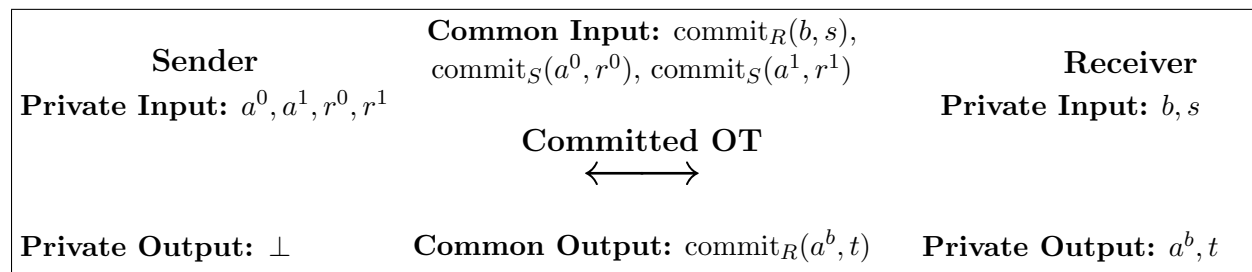 Common Input: commit_R(b, s),
Sender commit_S(a^0, r^0), commit_S(a^1, r^1) Receiver
Private Input: a^0, a^1, r^0, r^1 Private Input: b, s
Committed OT
⟷
Private Output: ⊥ Common Output: commit_R(a^b, t) Private Output: a^b, t